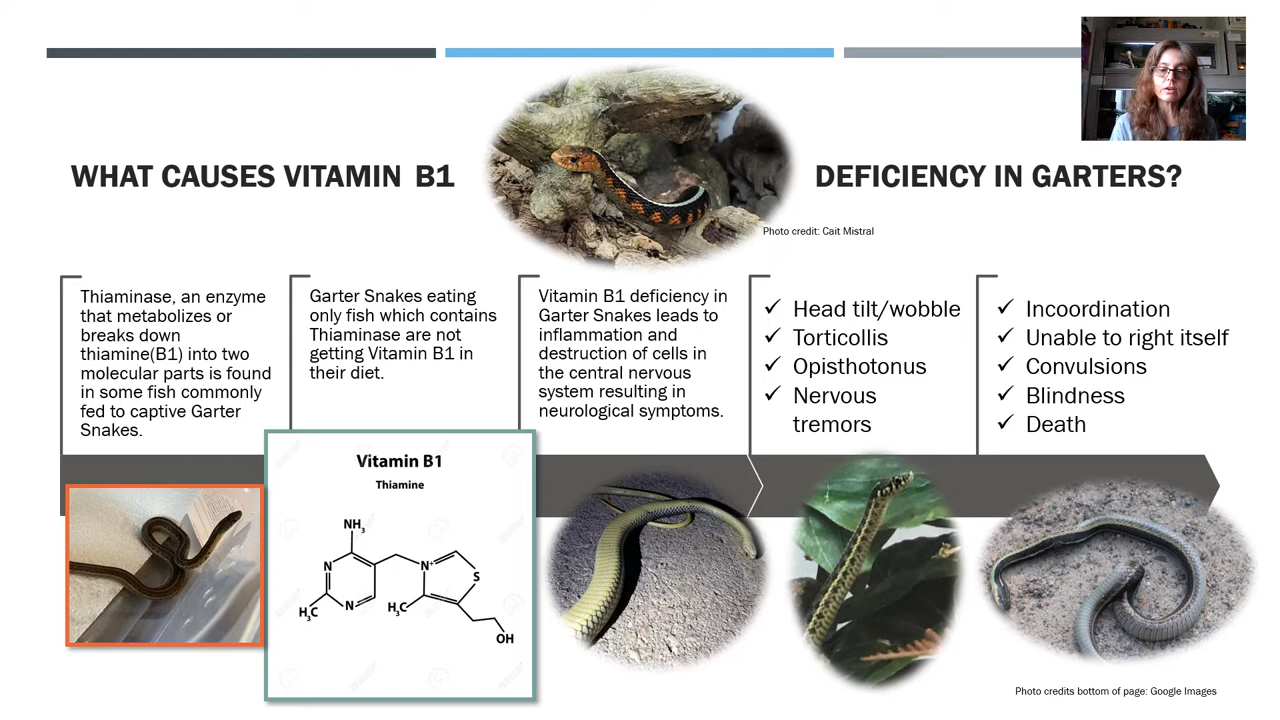 WHAT CAUSES VITAMIN B1
DEFICIENCY IN GARTERS?
Photo credit: Cait Mistral
Thiaminase, an enzyme
that metabolizes or
breaks down
thiamine(B1) into two
molecular parts is found
in some fish commonly
fed to captive Garter
Snakes.
Garter Snakes eating
only fish which contains
Thiaminase are not
getting Vitamin B1 in
their diet.
Vitamin B1 deficiency in
Garter Snakes leads to
inflammation and
destruction of cells in
the central nervous
system resulting in
neurological symptoms.
✓ Head tilt/wobble
✓ Torticollis
✓ Opisthotonus
✓ Nervous
tremors
✓ Incoordination
✓ Unable to right itself
✓ Convulsions
✓ Blindness
✓ Death
Vitamin B1
Thiamine
NH3
N
N+
S
H3C
N
H3C
OH
Photo credits bottom of page: Google Images